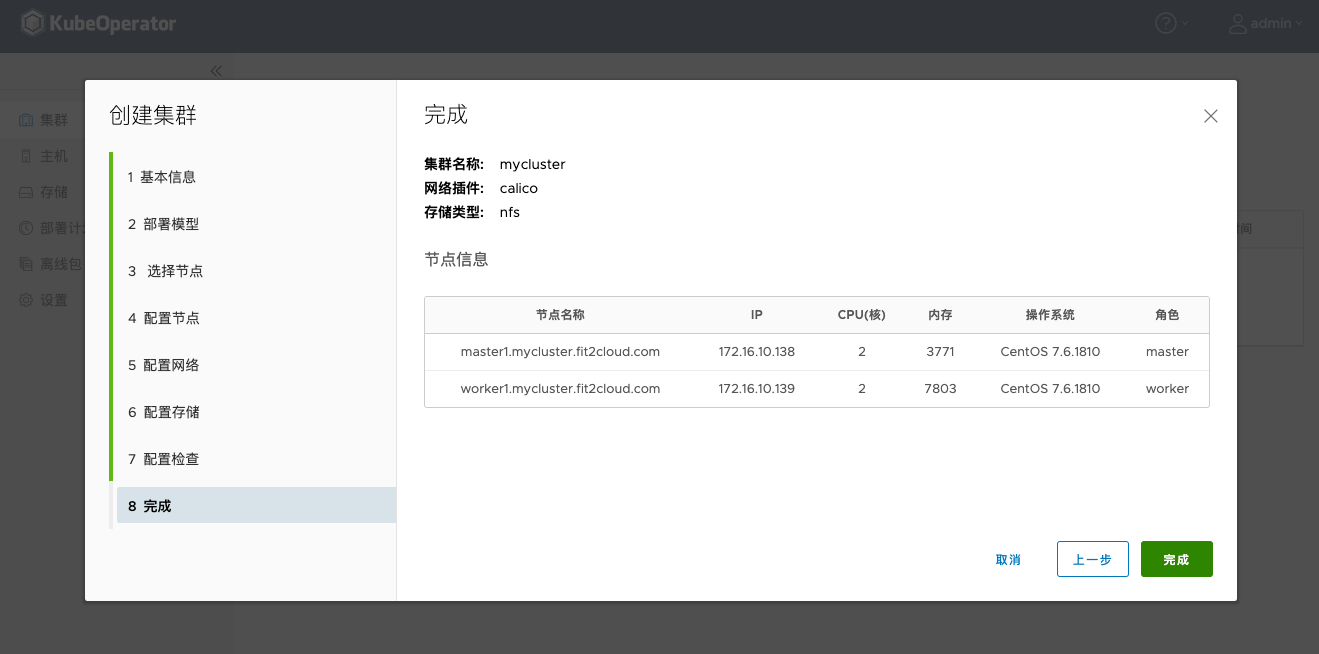 KubeOperator
admin
集群
主机
存储
部署计
离线包
设置
间
创建集群
1 基本信息
2 部署模型
3 选择节点
4 配置节点
5 配置网络
6 配置存储
7 配置检查
8 完成
完成
集群名称: mycluster
网络插件: calico
存储类型: nfs
节点信息
节点名称 IP CPU(核) 内存 操作系统 角色
master1.mycluster.fit2cloud.com 172.16.10.138 2 3771 CentOS 7.6.1810 master
worker1.mycluster.fit2cloud.com 172.16.10.139 2 7803 CentOS 7.6.1810 worker
取消 上一步 完成